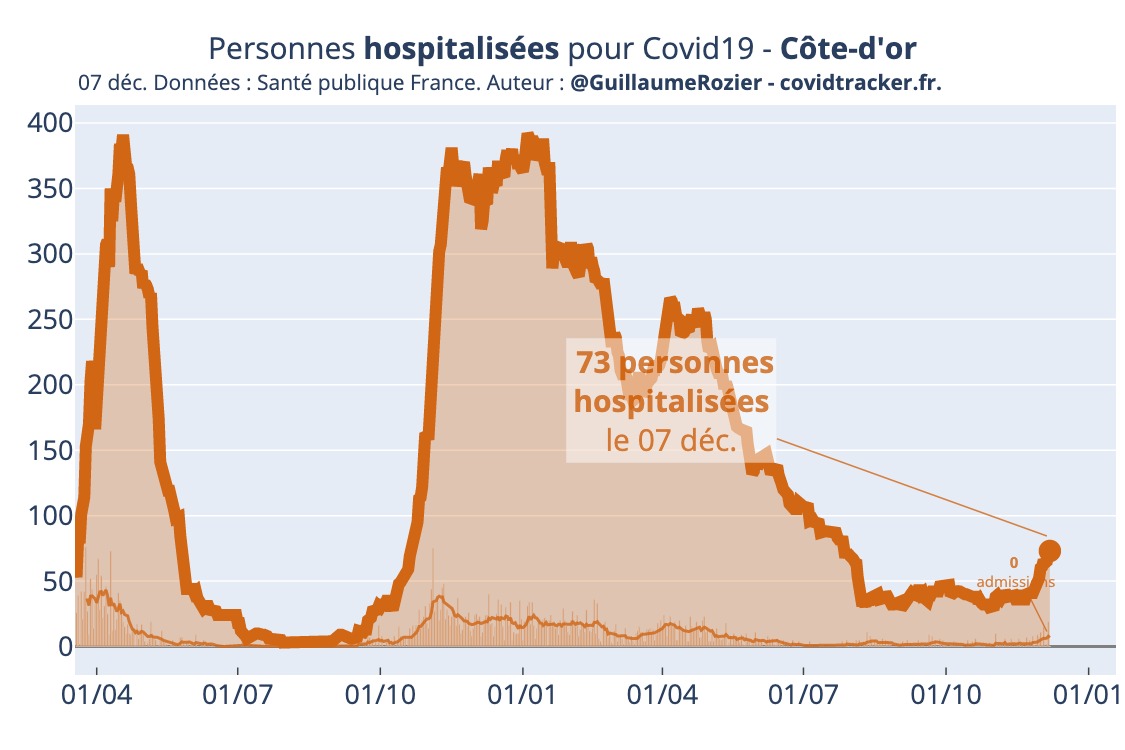 Personnes hospitalisées pour Covid19 - Côte-d'or
07 déc. Données : Santé publique France. Auteur : @GuillaumeRozier - covidtracker.fr.
400
350
300
250
200
150
100
50
0
73 personnes
hospitalisées
le 07 déc.
0
admissions
01/04 01/07 01/10 01/01 01/04 01/07 01/10 01/01